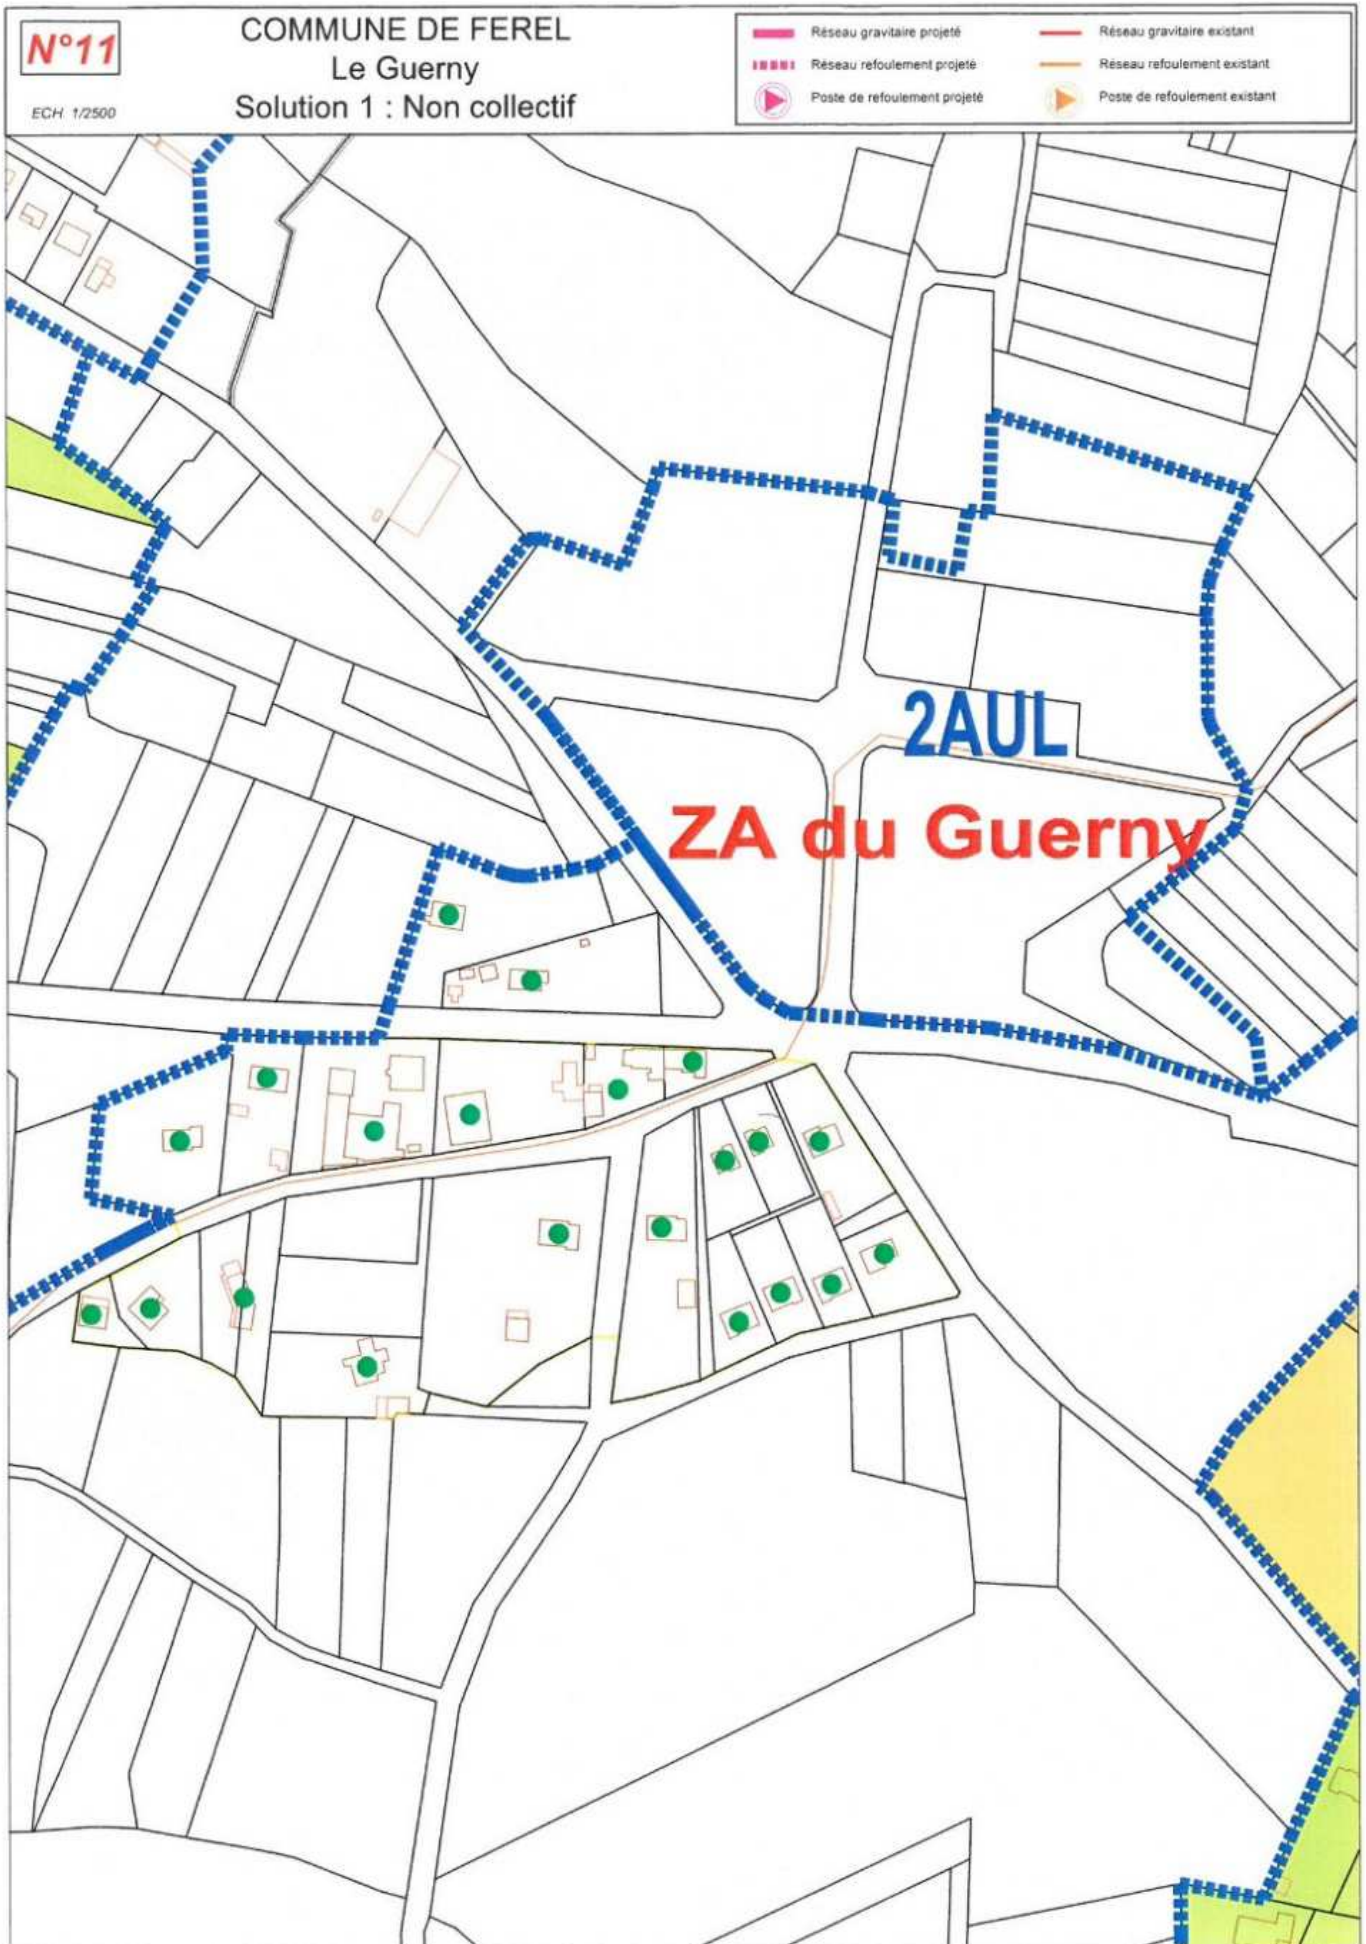 N°11
ECH 1/2500
COMMUNE DE FEREL
Le Guerny
Solution 1 : Non collectif
Réseau gravitaire projeté
Réseau refoulement projeté
Poste de refoulement projeté
Réseau gravitaire existant
Réseau refoulement existant
Poste de refoulement existant
2AUL
ZA du Guerny